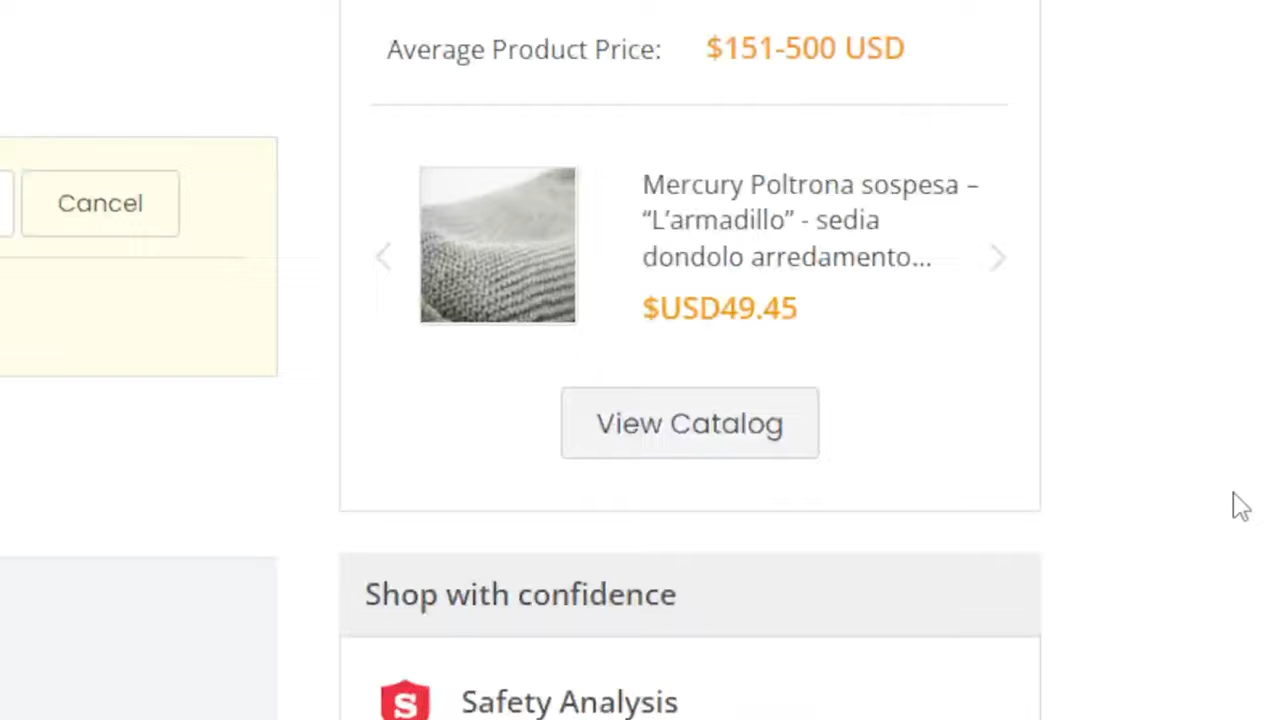 Average Product Price: $151-500 USD
Cancel
Mercury Poltrona sospesa –
“L’armadillo” - sedia
dondolo arredamento...
$USD49.45
View Catalog
Shop with confidence
S
Safety Analysis